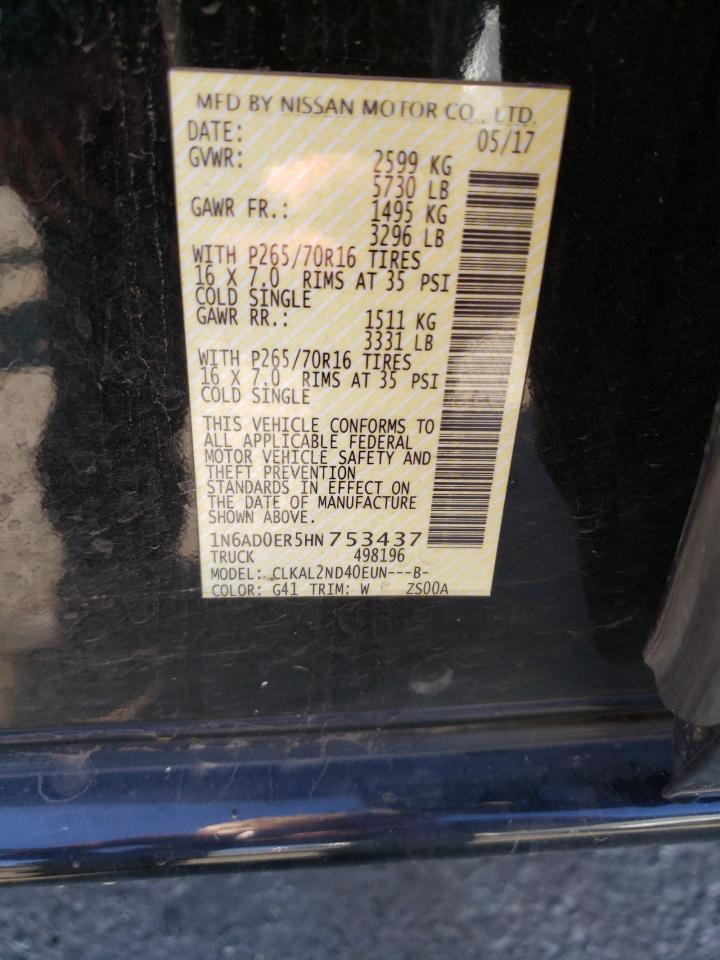 MFD BY NISSAN MOTOR CO., LTD.
DATE: 05/17
GVWR: 2599 KG
5730 LB
GAWR FR.: 1495 KG
3296 LB
WITH P265/70R16 TIRES
16 X 7.0 RIMS AT 35 PSI
COLD SINGLE
GAWR RR.: 1511 KG
3331 LB
WITH P265/70R16 TIRES
16 X 7.0 RIMS AT 35 PSI
COLD SINGLE
THIS VEHICLE CONFORMS TO
ALL APPLICABLE FEDERAL
MOTOR VEHICLE SAFETY AND
THEFT PREVENTION
STANDARDS IN EFFECT ON
THE DATE OF MANUFACTURE
SHOWN ABOVE.
1N6AD0ER5HN753437
TRUCK 498196
MODEL: CLKAL2ND40EUN---B-
COLOR: G41 TRIM: W ZS00A